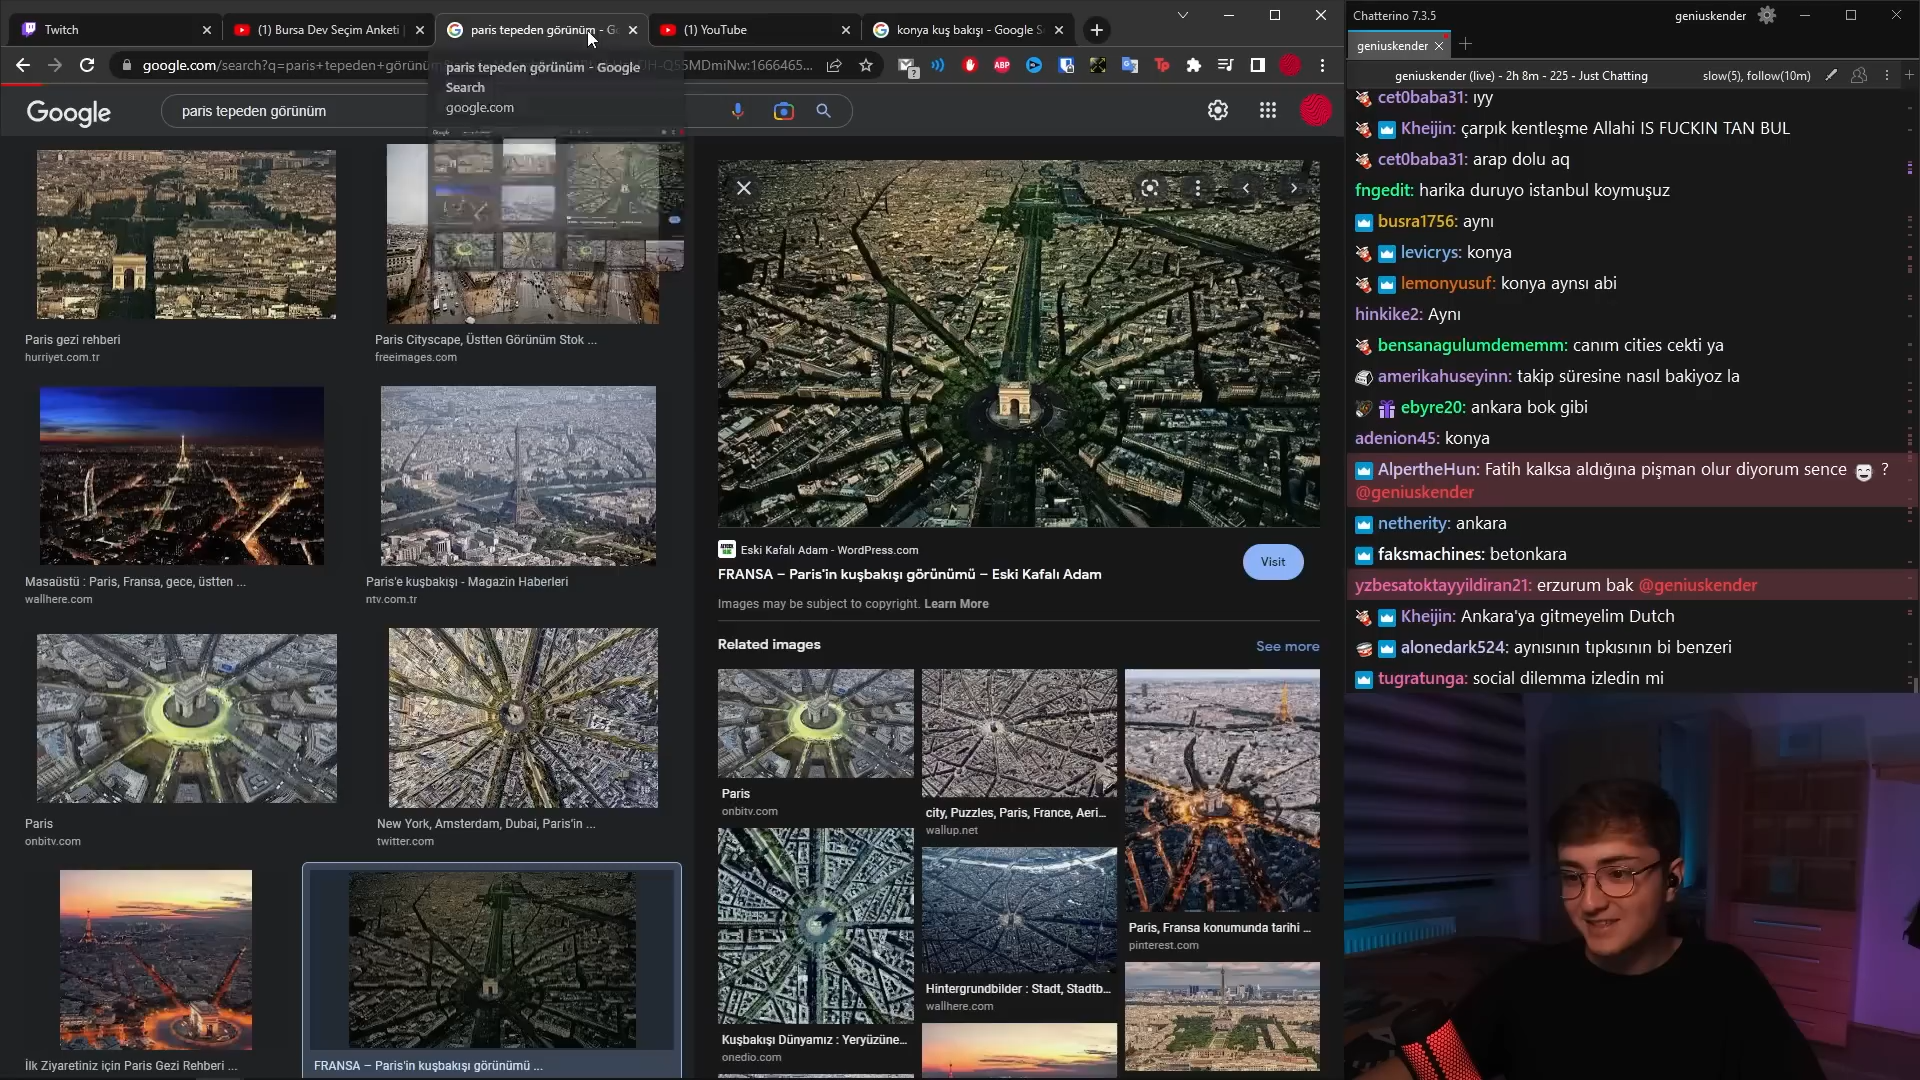 Twitch
(1) Bursa Dev Seçim Anketi |
paris tepeden görünüm - G
(1) YouTube
konya kuş bakışı - Google S
google.com/search?q=paris+tepeden+görünü
MDmiNw:1666465...
paris tepeden görünüm - Google
Search
google.com
Google
paris tepeden görünüm
Paris gezi rehberi
hurriyet.com.tr
Paris Cityscape, Üstten Görünüm Stok ...
freeimages.com
Masaüstü : Paris, Fransa, gece, üstten ...
wallhere.com
Paris'e kuşbakışı - Magazin Haberleri
ntv.com.tr
Paris
onbitv.com
New York, Amsterdam, Dubai, Paris'in ...
twitter.com
İlk Ziyaretiniz için Paris Gezi Rehberi ...
FRANSA – Paris'in kuşbakışı görünümü ...
Eski Kafalı Adam - WordPress.com
FRANSA – Paris'in kuşbakışı görünümü – Eski Kafalı Adam
Visit
Images may be subject to copyright. Learn More
Related images
See more
Paris
onbitv.com
city, Puzzles, Paris, France, Aeri...
wallup.net
Paris, Fransa konumunda tarihi ...
pinterest.com
Hintergrundbilder : Stadt, Stadtb...
wallhere.com
Kuşbakışı Dünyamız : Yeryüzüne...
onedio.com
Chatterino 7.3.5
geniuskender
geniuskender
geniuskender (live) - 2h 8m - 225 - Just Chatting
slow(5), follow(10m)
cet0baba31: ıyy
Kheijin: çarpık kentleşme Allahi IS FUCKIN TAN BUL
cet0baba31: arap dolu aq
fngedit: harika duruyo istanbul koymuşuz
busra1756: aynı
levicrys: konya
lemonyusuf: konya aynsı abi
hinkike2: Aynı
bensanagulumdememm: canım cities cekti ya
amerikahuseyinn: takip süresine nasıl bakiyoz la
ebyre20: ankara bok gibi
adenion45: konya
AlpertheHun: Fatih kalksa aldığına pişman olur diyorum sence ?
@geniuskender
netherity: ankara
faksmachines: betonkara
yzbesatoktayyildiran21: erzurum bak @geniuskender
Kheijin: Ankara'ya gitmeyelim Dutch
alonedark524: aynısının tıpkısının bi benzeri
tugratunga: social dilemma izledin mi